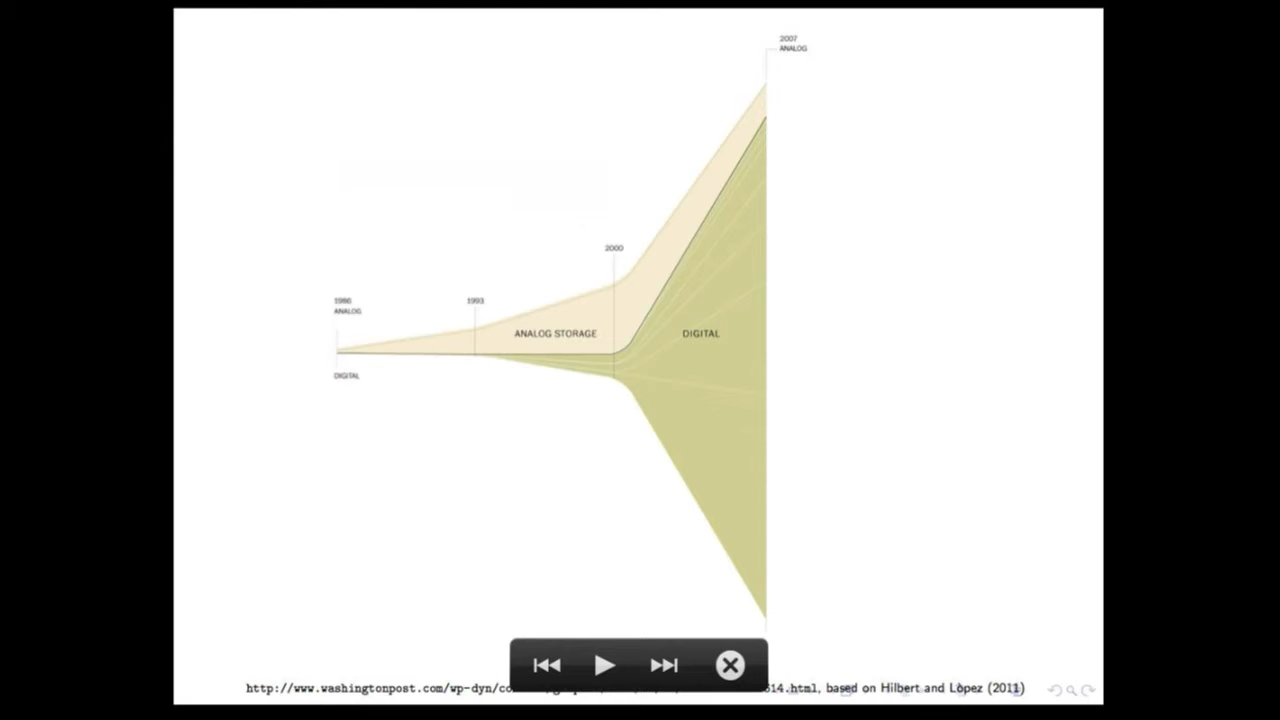 2007
ANALOG
2000
1986
ANALOG
1993
ANALOG STORAGE
DIGITAL
DIGITAL
http://www.washingtonpost.com/wp-dyn/co 614.html, based on Hilbert and Lòpez (2011)